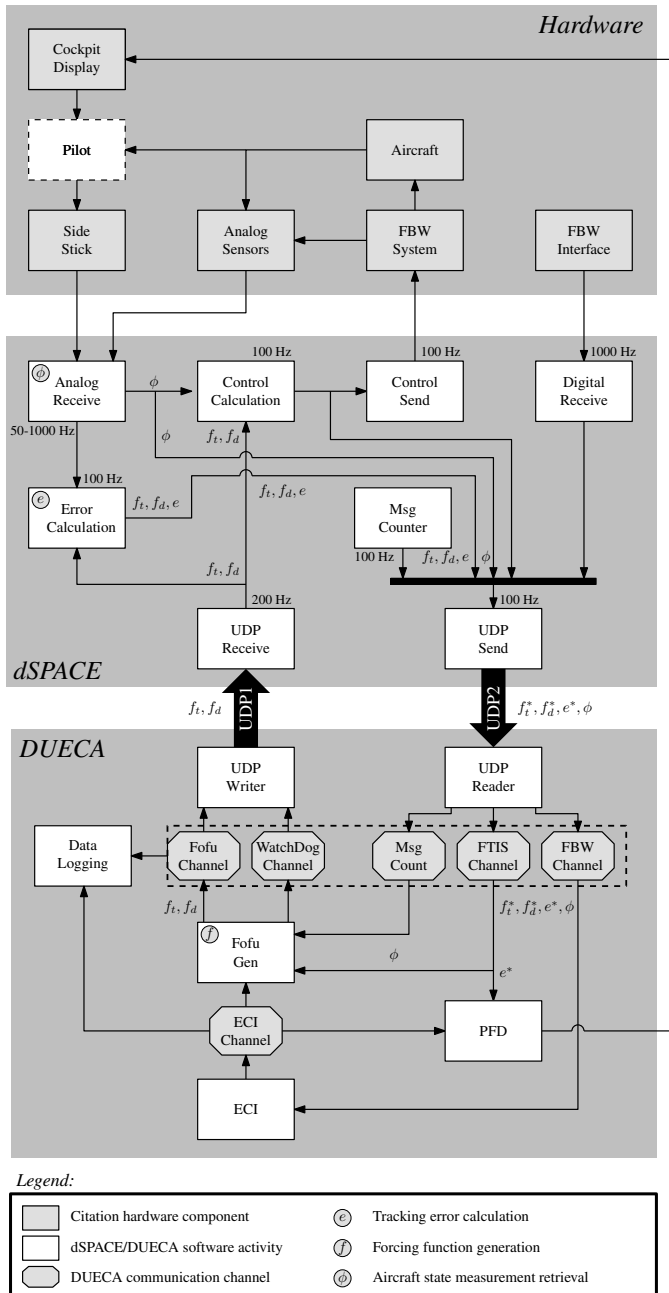 Hardware
Cockpit
Display
Pilot
Aircraft
Side
Stick
Analog
Sensors
FBW
System
FBW
Interface
100 Hz
100 Hz
1000 Hz
ϕ
Analog
Receive
ϕ
Control
Calculation
Control
Send
Digital
Receive
50-1000 Hz
ϕ
f_t, f_d
100 Hz
e
Error
Calculation
f_t, f_d, e
f_t, f_d, e
Msg
Counter
100 Hz
f_t, f_d, e
ϕ
f_t, f_d
200 Hz
100 Hz
UDP
Receive
UDP
Send
dSPACE
f_t, f_d
UDP1
UDP2
f_t^*, f_d^*, e^*, ϕ
DUECA
UDP
Writer
UDP
Reader
Data
Logging
Fofu
Channel
WatchDog
Channel
Msg
Count
FTIS
Channel
FBW
Channel
f_t, f_d
f_t^*, f_d^*, e^*, ϕ
f
Fofu
Gen
ϕ
e^*
ECI
Channel
PFD
ECI
Legend:
Citation hardware component
e
Tracking error calculation
dSPACE/DUECA software activity
f
Forcing function generation
DUECA communication channel
ϕ
Aircraft state measurement retrieval